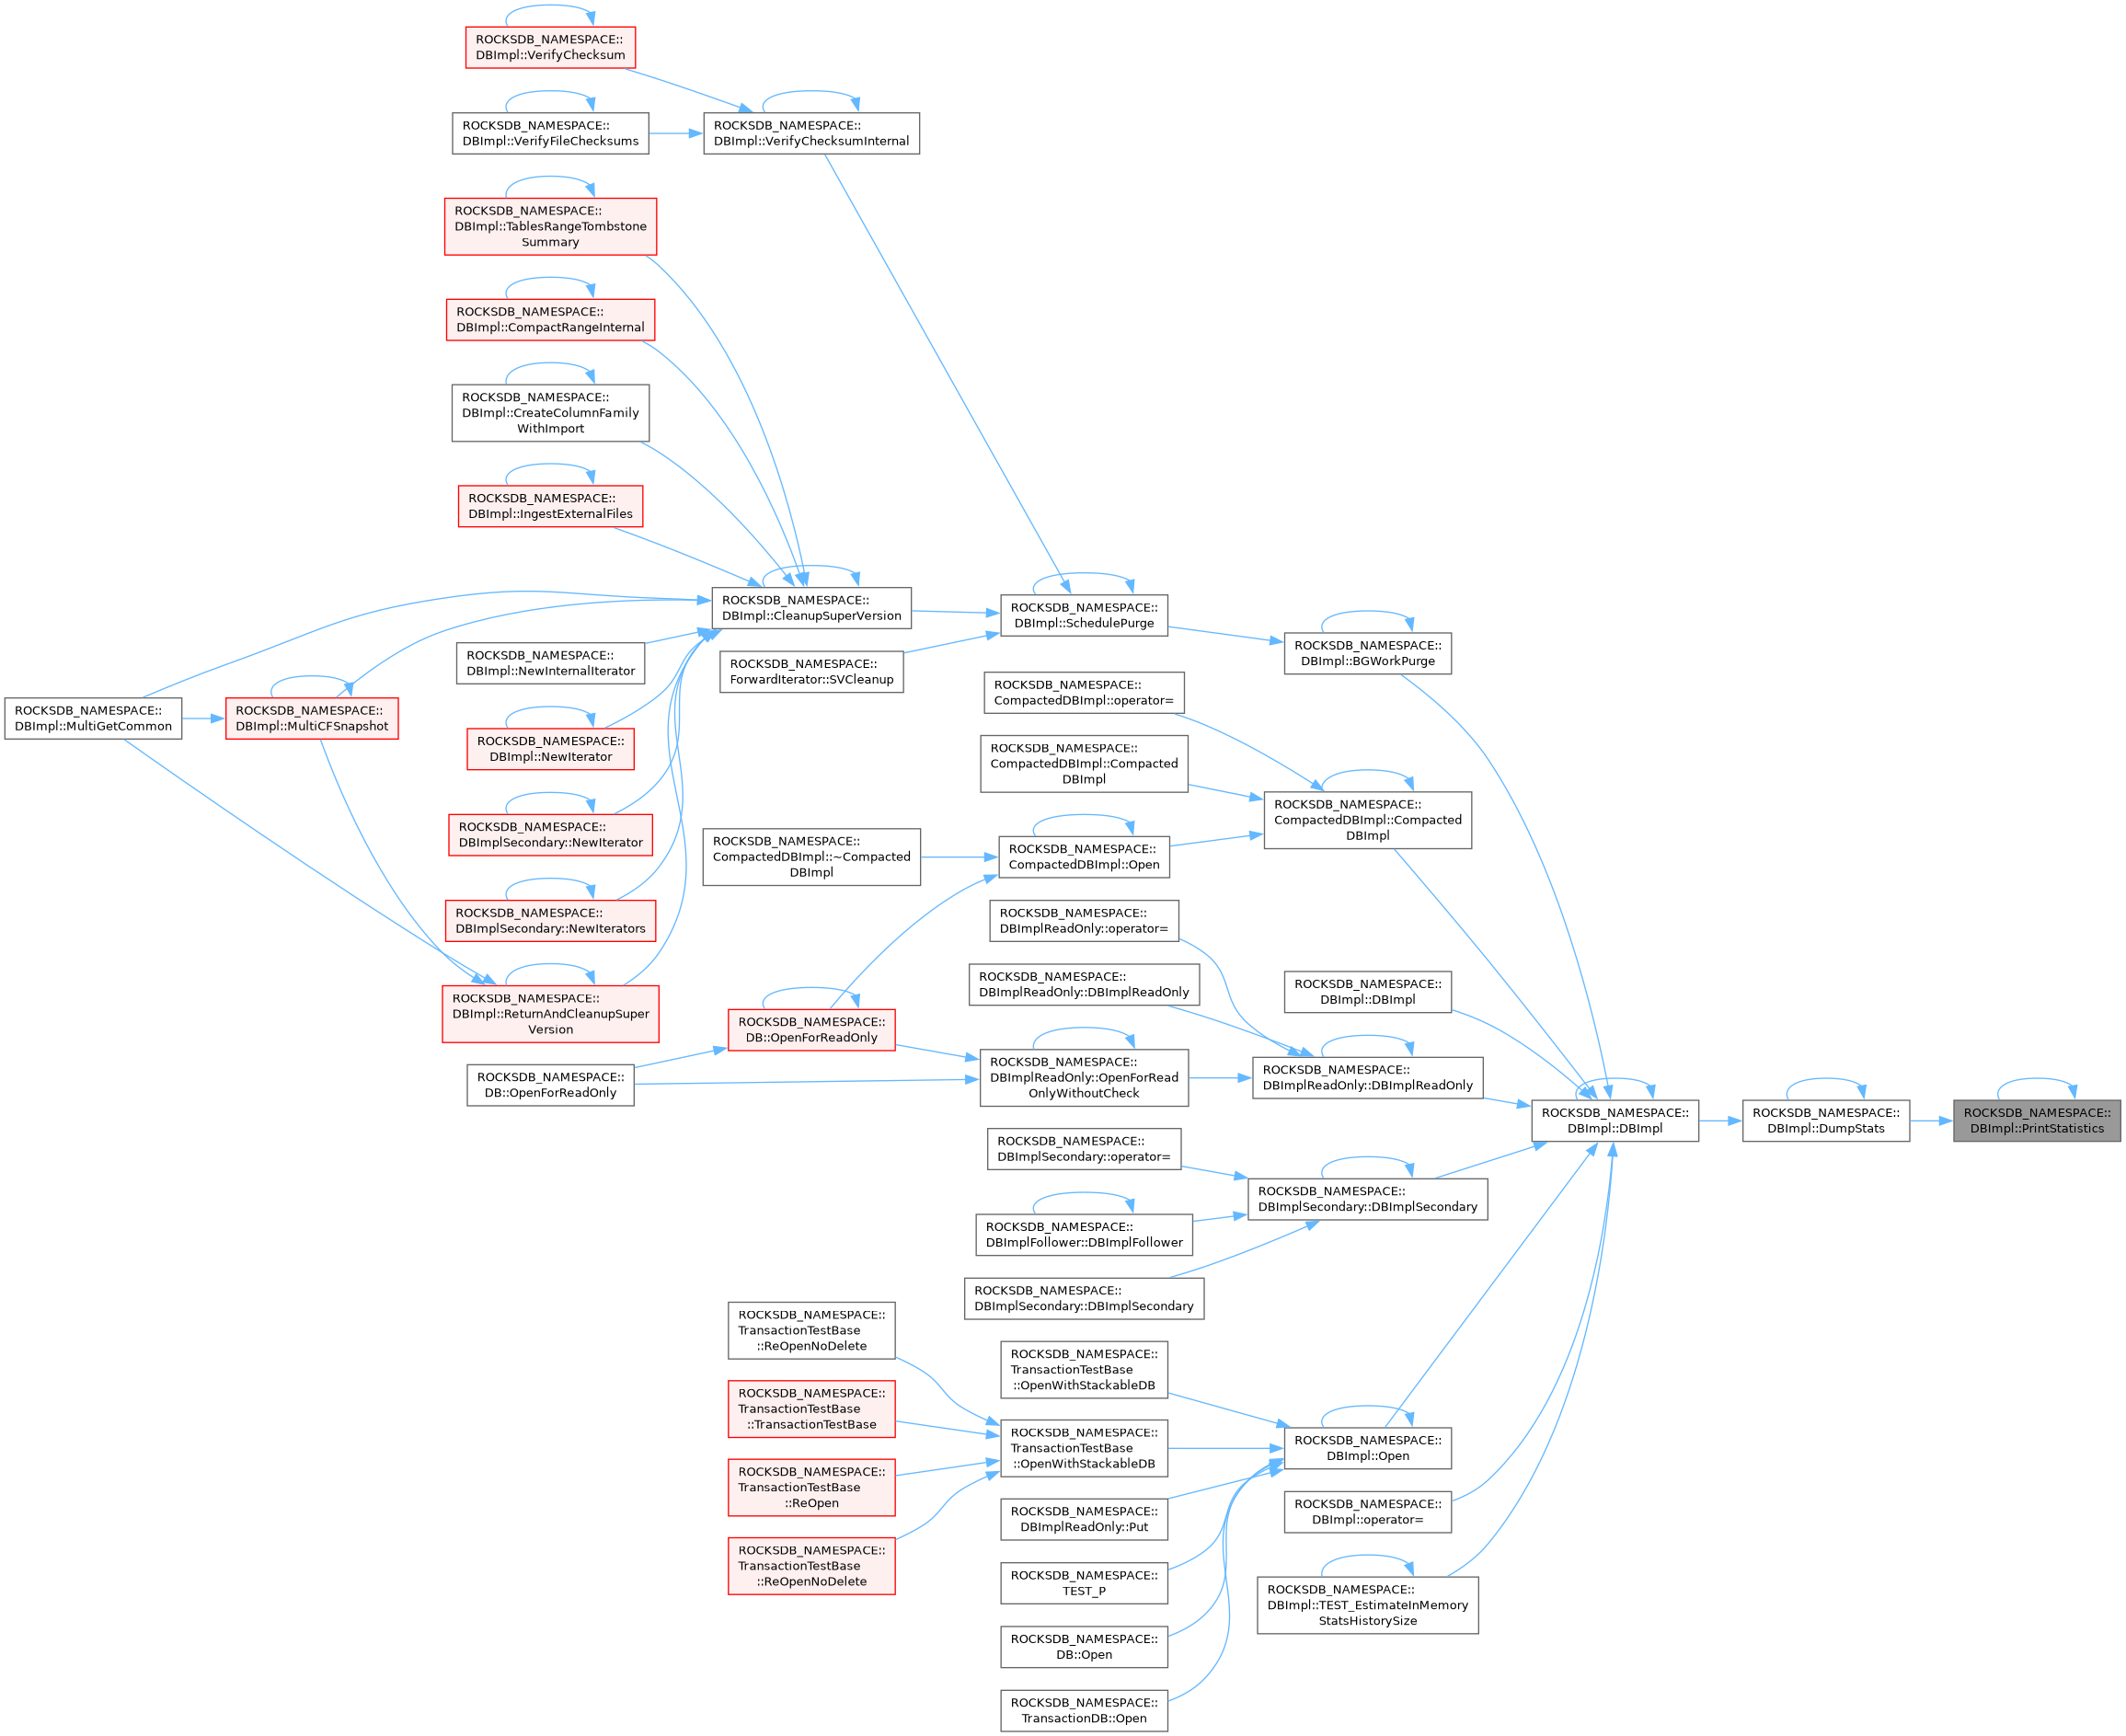 ROCKSDB_NAMESPACE::
DBImpl::VerifyChecksum
ROCKSDB_NAMESPACE::
DBImpl::VerifyFileChecksums
ROCKSDB_NAMESPACE::
DBImpl::VerifyChecksumInternal
ROCKSDB_NAMESPACE::
DBImpl::TablesRangeTombstone
Summary
ROCKSDB_NAMESPACE::
DBImpl::CompactRangeInternal
ROCKSDB_NAMESPACE::
DBImpl::CreateColumnFamily
WithImport
ROCKSDB_NAMESPACE::
DBImpl::IngestExternalFiles
ROCKSDB_NAMESPACE::
DBImpl::CleanupSuperVersion
ROCKSDB_NAMESPACE::
DBImpl::SchedulePurge
ROCKSDB_NAMESPACE::
DBImpl::BGWorkPurge
ROCKSDB_NAMESPACE::
DBImpl::NewInternalIterator
ROCKSDB_NAMESPACE::
ForwardIterator::SVCleanup
ROCKSDB_NAMESPACE::
CompactedDBImpl::operator=
ROCKSDB_NAMESPACE::
DBImpl::MultiGetCommon
ROCKSDB_NAMESPACE::
DBImpl::MultiCFSnapshot
ROCKSDB_NAMESPACE::
DBImpl::NewIterator
ROCKSDB_NAMESPACE::
CompactedDBImpl::Compacted
DBImpl
ROCKSDB_NAMESPACE::
CompactedDBImpl::Compacted
DBImpl
ROCKSDB_NAMESPACE::
DBImplSecondary::NewIterator
ROCKSDB_NAMESPACE::
CompactedDBImpl::~Compacted
DBImpl
ROCKSDB_NAMESPACE::
CompactedDBImpl::Open
ROCKSDB_NAMESPACE::
DBImplSecondary::NewIterators
ROCKSDB_NAMESPACE::
DBImplReadOnly::operator=
ROCKSDB_NAMESPACE::
DBImplReadOnly::DBImplReadOnly
ROCKSDB_NAMESPACE::
DBImpl::DBImpl
ROCKSDB_NAMESPACE::
DBImpl::ReturnAndCleanupSuper
Version
ROCKSDB_NAMESPACE::
DB::OpenForReadOnly
ROCKSDB_NAMESPACE::
DB::OpenForReadOnly
ROCKSDB_NAMESPACE::
DBImplReadOnly::OpenForRead
OnlyWithoutCheck
ROCKSDB_NAMESPACE::
DBImplReadOnly::DBImplReadOnly
ROCKSDB_NAMESPACE::
DBImpl::DBImpl
ROCKSDB_NAMESPACE::
DBImpl::DumpStats
ROCKSDB_NAMESPACE::
DBImpl::PrintStatistics
ROCKSDB_NAMESPACE::
DBImplSecondary::operator=
ROCKSDB_NAMESPACE::
DBImplSecondary::DBImplSecondary
ROCKSDB_NAMESPACE::
DBImplFollower::DBImplFollower
ROCKSDB_NAMESPACE::
DBImplSecondary::DBImplSecondary
ROCKSDB_NAMESPACE::
TransactionTestBase
::ReOpenNoDelete
ROCKSDB_NAMESPACE::
TransactionTestBase
::OpenWithStackableDB
ROCKSDB_NAMESPACE::
TransactionTestBase
::TransactionTestBase
ROCKSDB_NAMESPACE::
TransactionTestBase
::OpenWithStackableDB
ROCKSDB_NAMESPACE::
DBImpl::Open
ROCKSDB_NAMESPACE::
TransactionTestBase
::ReOpen
ROCKSDB_NAMESPACE::
DBImplReadOnly::Put
ROCKSDB_NAMESPACE::
DBImpl::operator=
ROCKSDB_NAMESPACE::
TransactionTestBase
::ReOpenNoDelete
ROCKSDB_NAMESPACE::
TEST_P
ROCKSDB_NAMESPACE::
DBImpl::TEST_EstimateInMemory
StatsHistorySize
ROCKSDB_NAMESPACE::
DB::Open
ROCKSDB_NAMESPACE::
TransactionDB::Open